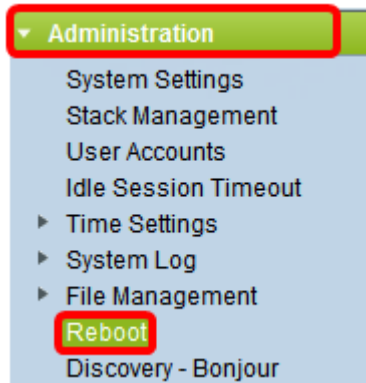 Administration
System Settings
Stack Management
User Accounts
Idle Session Timeout
Time Settings
System Log
File Management
Reboot
Discovery - Bonjour